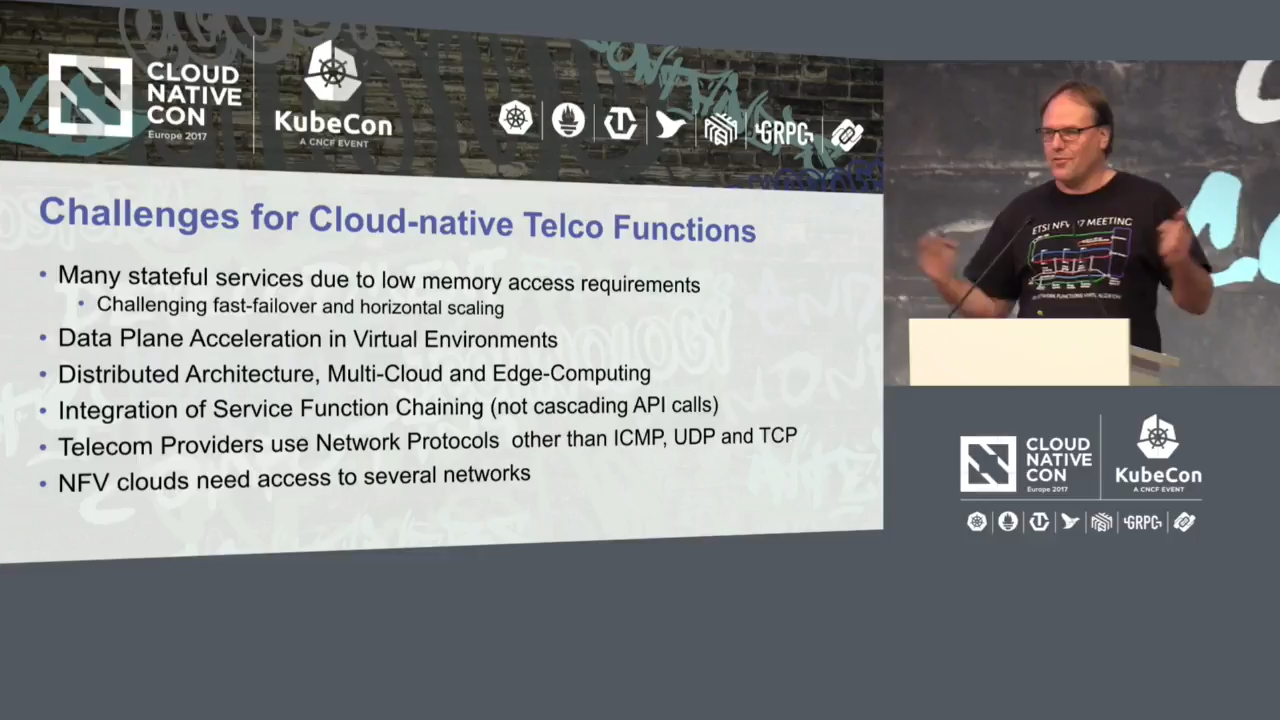 CLOUD
NATIVE
CON
Europe 2017
KubeCon
A CNCF EVENT
GRPC
Challenges for Cloud-native Telco Functions
• Many stateful services due to low memory access requirements
• Challenging fast-failover and horizontal scaling
• Data Plane Acceleration in Virtual Environments
• Distributed Architecture, Multi-Cloud and Edge-Computing
• Integration of Service Function Chaining (not cascading API calls)
• Telecom Providers use Network Protocols other than ICMP, UDP and TCP
• NFV clouds need access to several networks
ETSI NFV 17 MEETING
CLOUD
NATIVE
CON
Europe 2017
KubeCon
A CNCF EVENT
GRPC